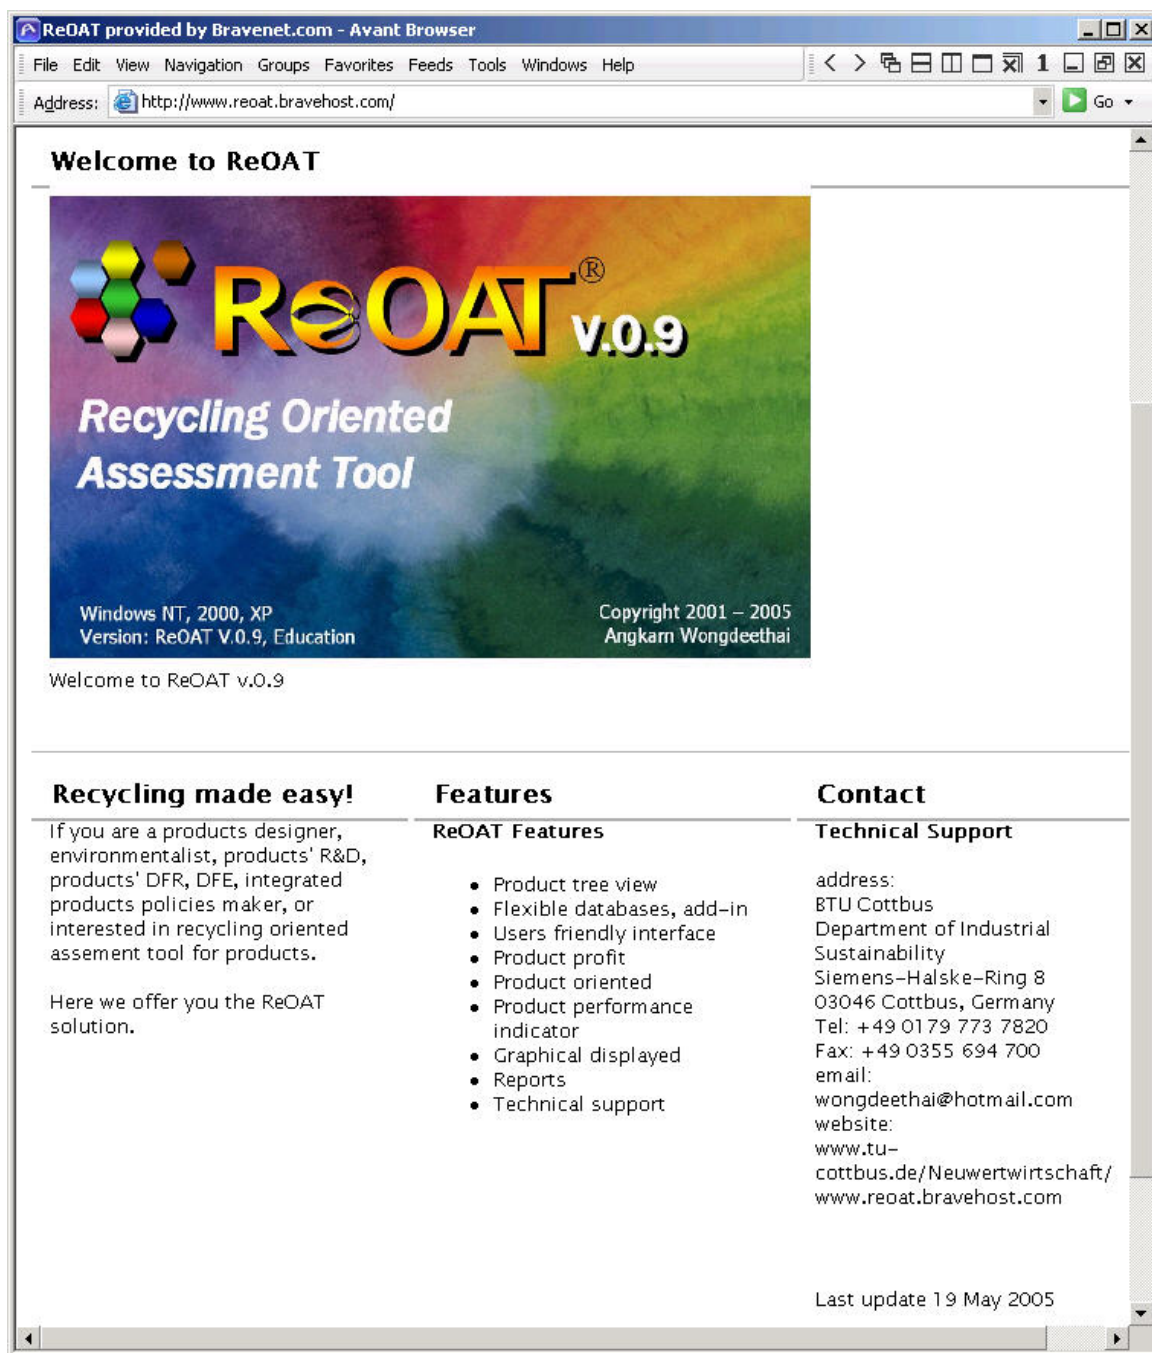 ReOAT provided by Bravenet.com - Avant Browser
File Edit View Navigation Groups Favorites Feeds Tools Windows Help 1
Address: http://www.reoat.bravehost.com/ Go
Welcome to ReOAT
ReOAT® V.0.9
Recycling Oriented
Assessment Tool
Windows NT, 2000, XP
Version: ReOAT V.0.9, Education
Copyright 2001 – 2005
Angkarn Wongdeethai
Welcome to ReOAT v.0.9
Recycling made easy!
If you are a products designer,
environmentalist, products' R&D,
products' DFR, DFE, integrated
products policies maker, or
interested in recycling oriented
assement tool for products.
Here we offer you the ReOAT
solution.
Features
ReOAT Features
• Product tree view
• Flexible databases, add-in
• Users friendly interface
• Product profit
• Product oriented
• Product performance
indicator
• Graphical displayed
• Reports
• Technical support
Contact
Technical Support
address:
BTU Cottbus
Department of Industrial
Sustainability
Siemens-Halske-Ring 8
03046 Cottbus, Germany
Tel: +49 0179 773 7820
Fax: +49 0355 694 700
email:
wongdeethai@hotmail.com
website:
www.tu-
cottbus.de/Neuwertwirtschaft/
www.reoat.bravehost.com
Last update 19 May 2005